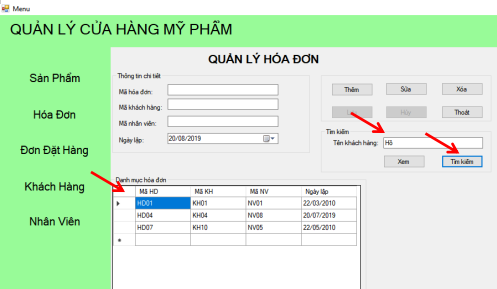 Menu
QUẢN LÝ CỬA HÀNG MỸ PHẨM
QUẢN LÝ HÓA ĐƠN
Sản Phẩm
Hóa Đơn
Đơn Đặt Hàng
Khách Hàng
Nhân Viên
Thông tin chi tiết
Mã hóa đơn:
Mã khách hàng:
Mã nhân viên:
Ngày lập: 20/08/2019
Thêm Sửa Xóa
Hủy Thoát
Tìm kiếm
Tên khách hàng: Hồ
Xem Tìm kiếm
Danh mục hóa đơn
Mã HD Mã KH Mã NV Ngày lập
HD01 KH01 NV01 22/03/2010
HD04 KH04 NV08 20/07/2019
HD07 KH10 NV05 22/05/2010